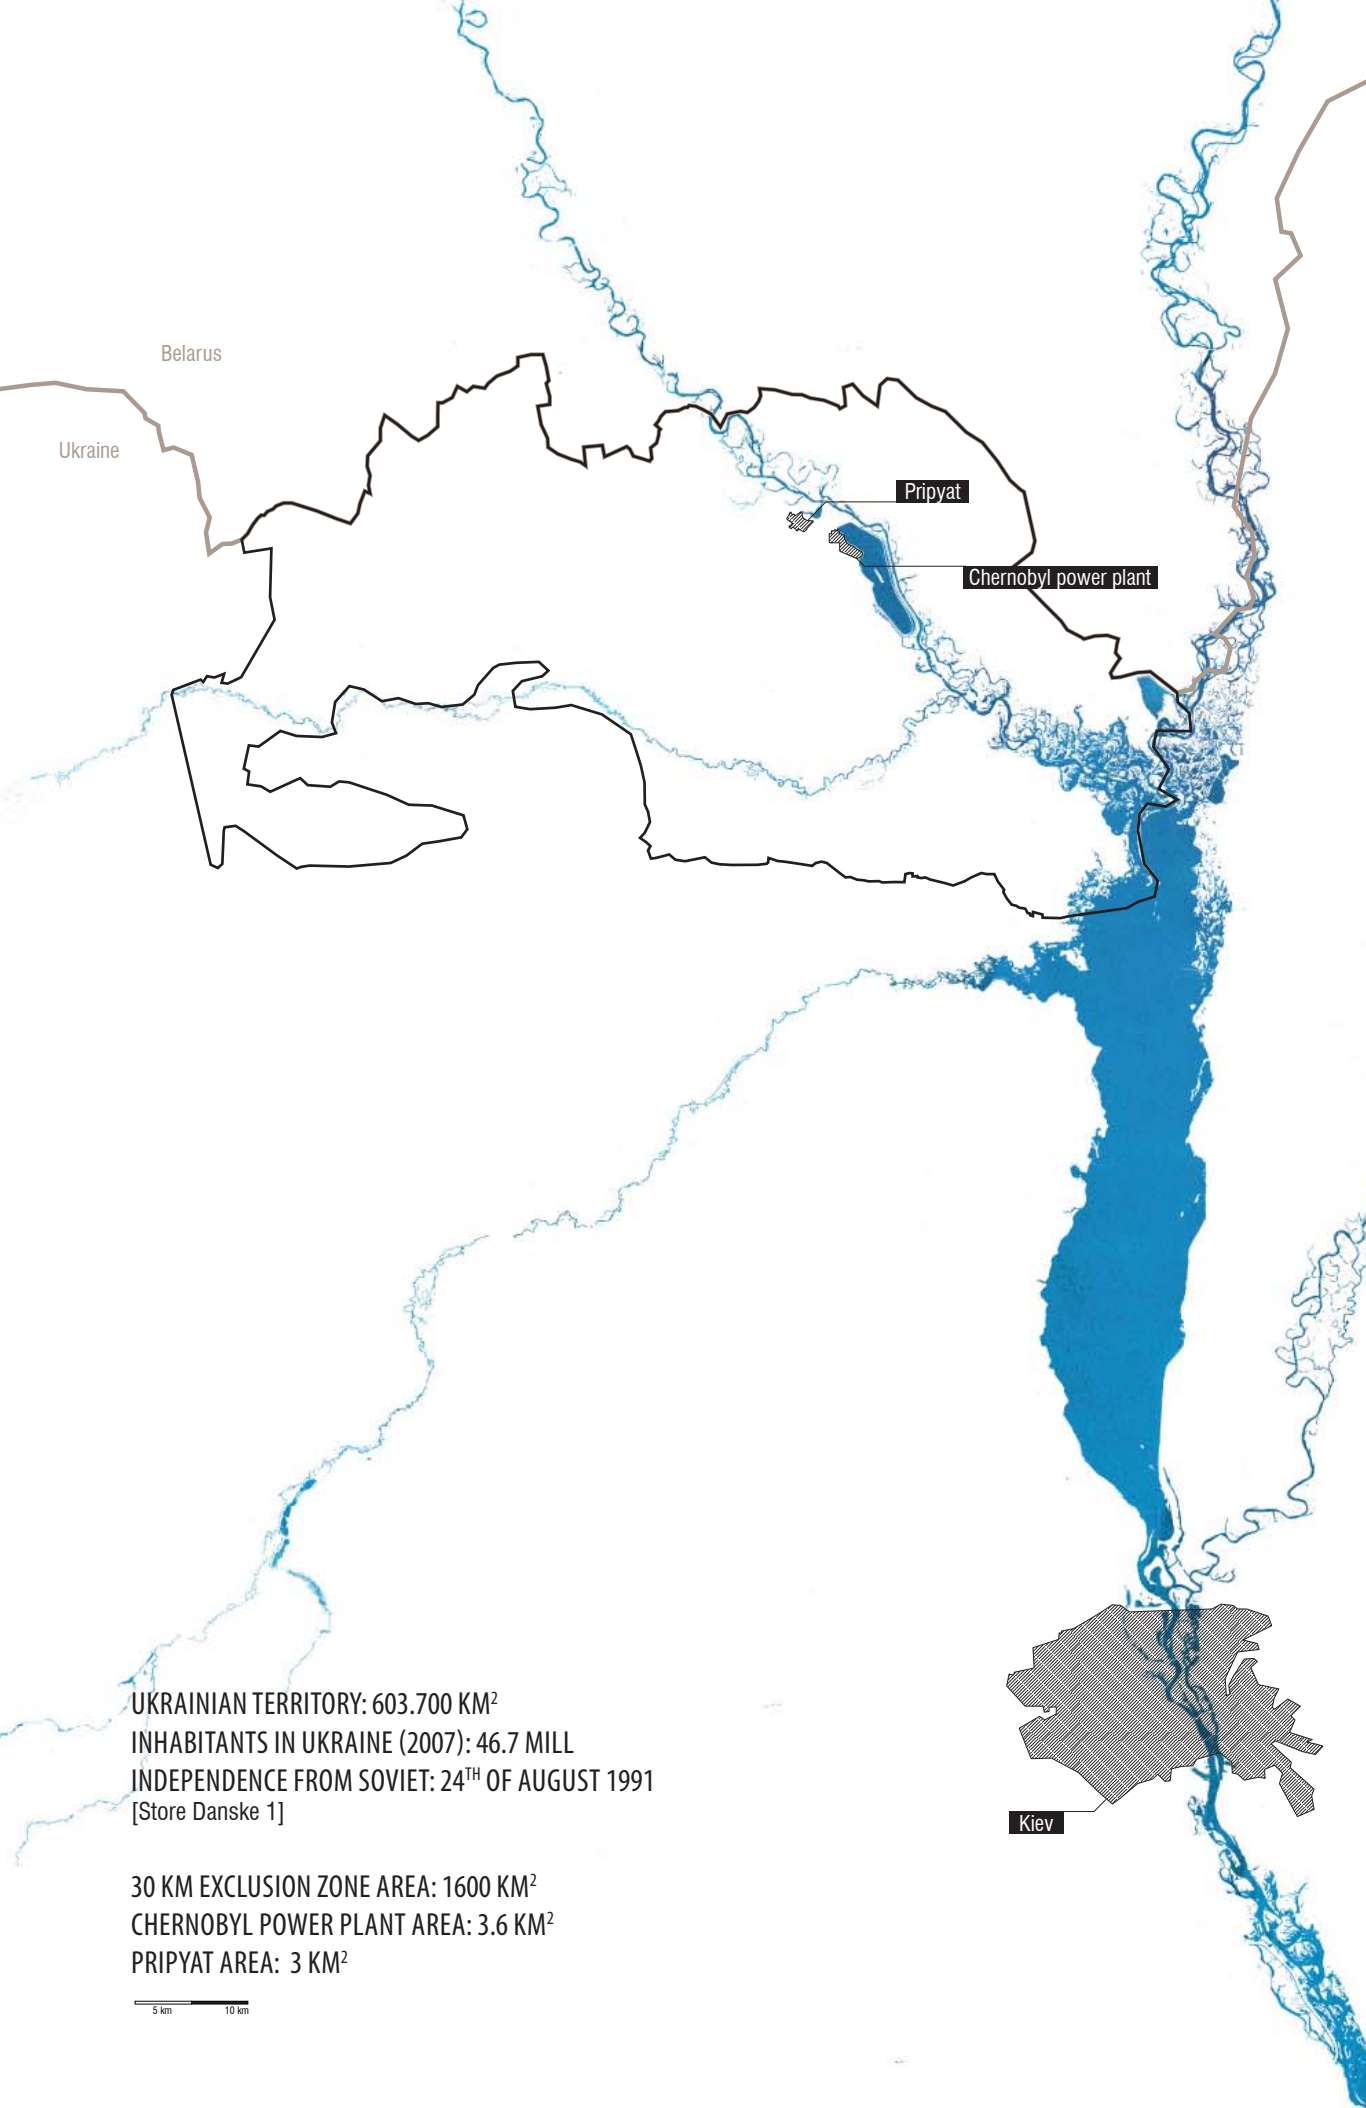 Belarus
Ukraine
Pripyat
Chernobyl power plant
UKRAINIAN TERRITORY: 603.700 KM²
INHABITANTS IN UKRAINE (2007): 46.7 MILL
INDEPENDENCE FROM SOVIET: 24TH OF AUGUST 1991
[Store Danske 1]
Kiev
30 KM EXCLUSION ZONE AREA: 1600 KM²
CHERNOBYL POWER PLANT AREA: 3.6 KM²
PRIPYAT AREA: 3 KM²
5 km 10 km